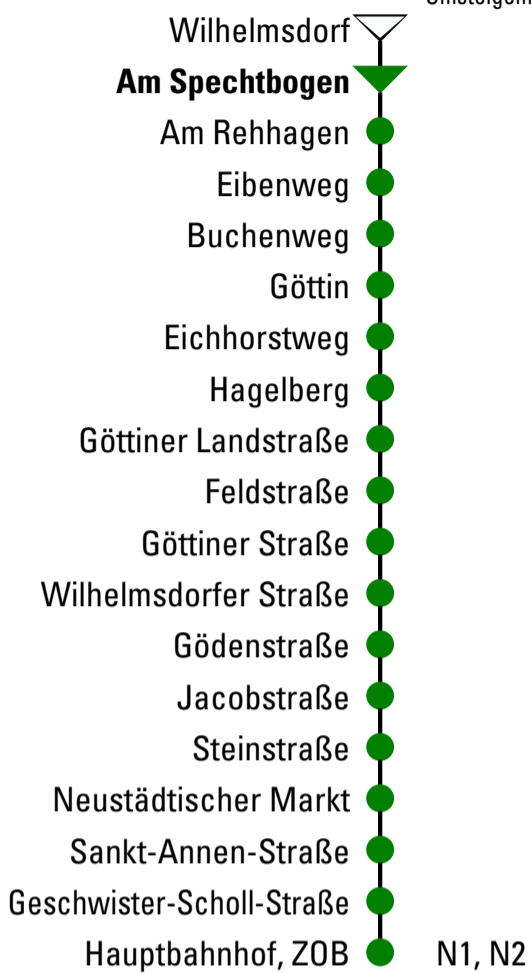 Wilhelmsdorf
Am Spechtbogen
Am Rehhagen
Eibenweg
Buchenweg
Göttin
Eichhorstweg
Hagelberg
Göttiner Landstraße
Feldstraße
Göttiner Straße
Wilhelmsdorfer Straße
Gödenstraße
Jacobstraße
Steinstraße
Neustädtischer Markt
Sankt-Annen-Straße
Geschwister-Scholl-Straße
Hauptbahnhof, ZOB N1, N2